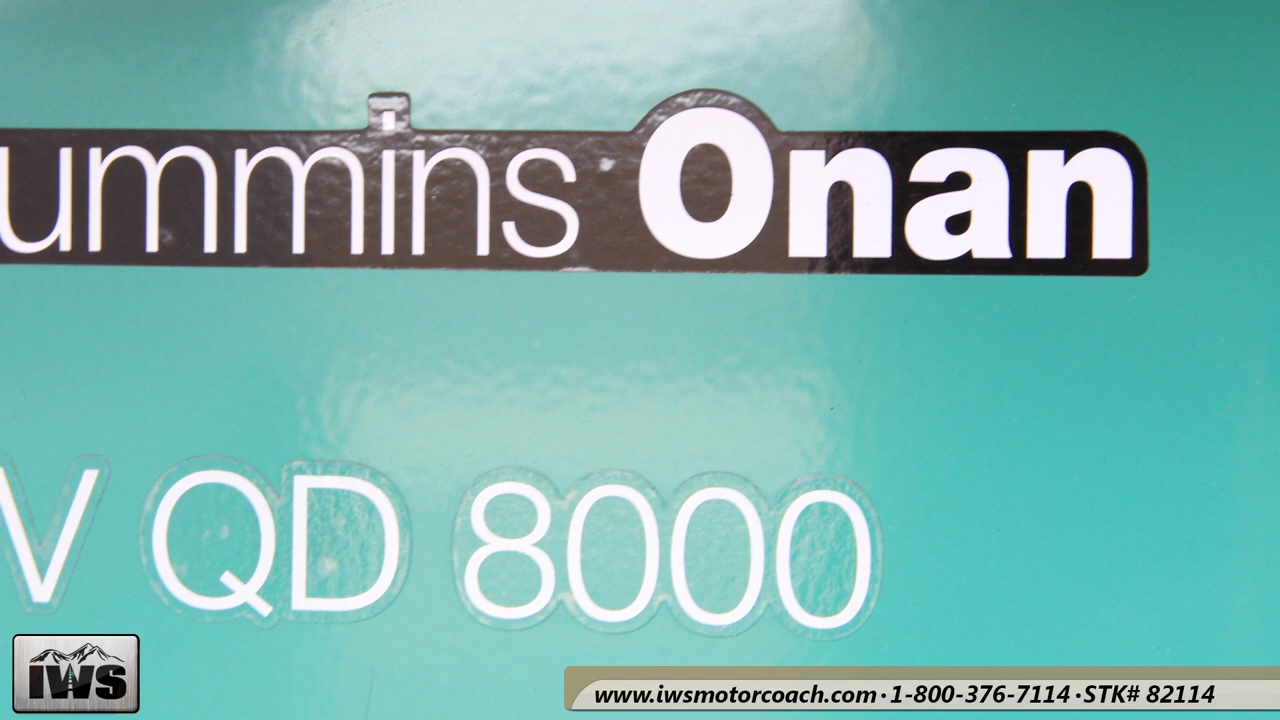 ummins Onan
V QD 8000
IWS
www.iwsmotorcoach.com · 1-800-376-7114 · STK# 82114